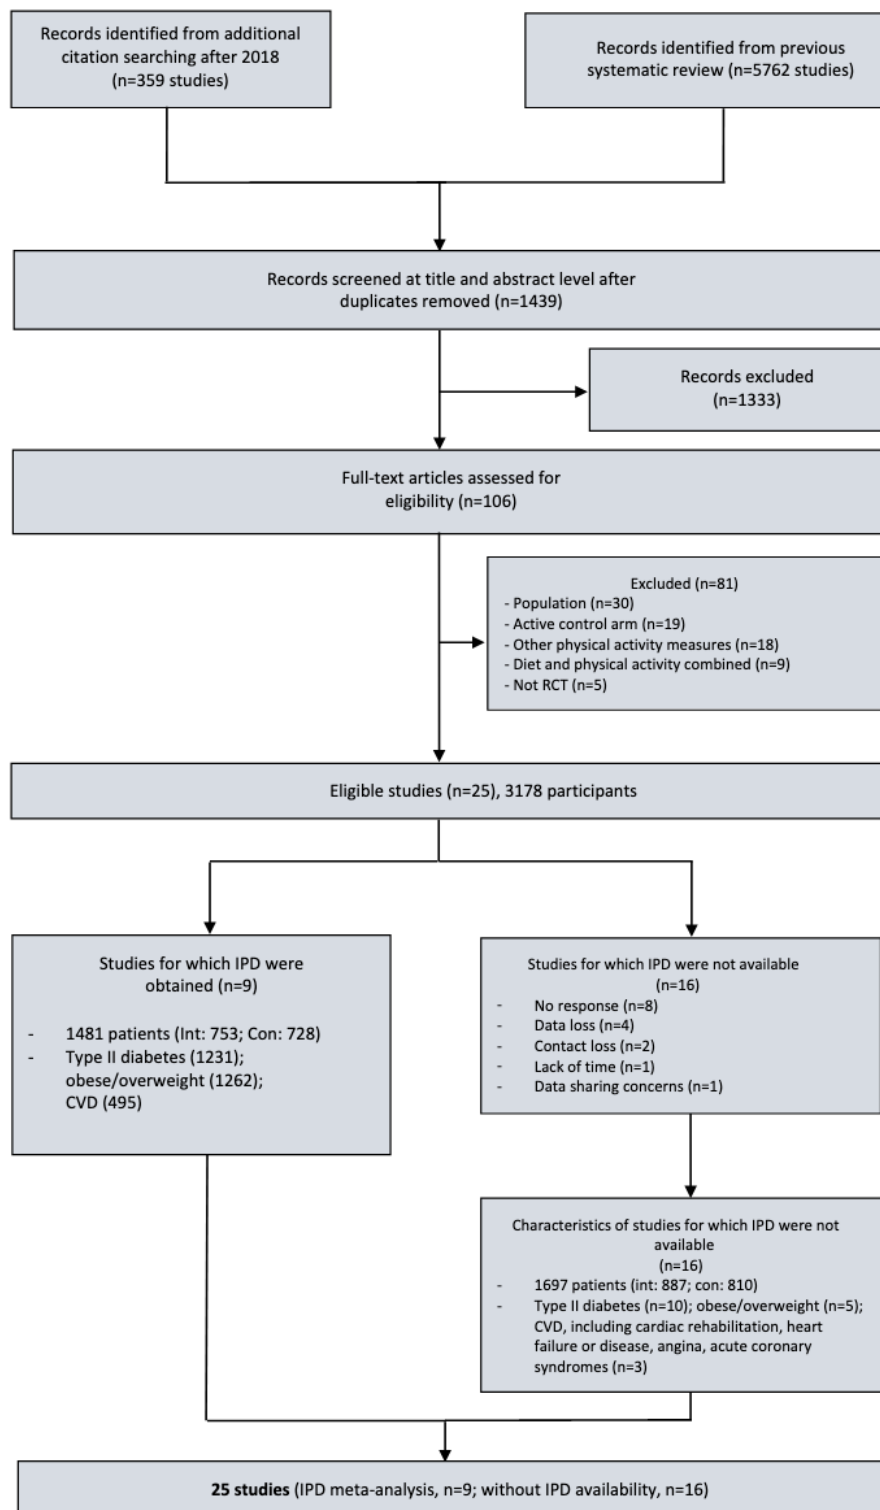 Records identified from additional
citation searching after 2018
(n=359 studies)
Records identified from previous
systematic review (n=5762 studies)
Records screened at title and abstract level after
duplicates removed (n=1439)
Records excluded
(n=1333)
Full-text articles assessed for
eligibility (n=106)
Excluded (n=81)
- Population (n=30)
- Active control arm (n=19)
- Other physical activity measures (n=18)
- Diet and physical activity combined (n=9)
- Not RCT (n=5)
Eligible studies (n=25), 3178 participants
Studies for which IPD were
obtained (n=9)
- 1481 patients (Int: 753; Con: 728)
- Type II diabetes (1231);
obese/overweight (1262);
CVD (495)
Studies for which IPD were not available
(n=16)
- No response (n=8)
- Data loss (n=4)
- Contact loss (n=2)
- Lack of time (n=1)
- Data sharing concerns (n=1)
Characteristics of studies for which IPD were not
available
(n=16)
- 1697 patients (int: 887; con: 810)
- Type II diabetes (n=10); obese/overweight (n=5);
CVD, including cardiac rehabilitation, heart
failure or disease, angina, acute coronary
syndromes (n=3)
25 studies (IPD meta-analysis, n=9; without IPD availability, n=16)